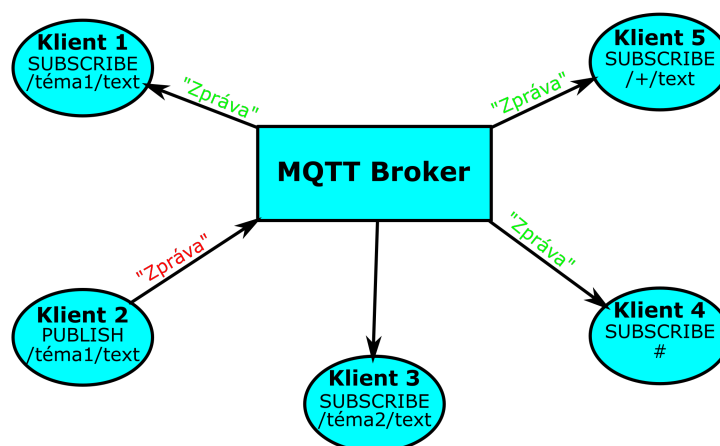 Klient 1
SUBSCRIBE
/téma1/text
"Zpráva"
"Zpráva"
Klient 5
SUBSCRIBE
/+/text
MQTT Broker
"Zpráva"
"Zpráva"
Klient 2
PUBLISH
/téma1/text
Klient 3
SUBSCRIBE
/téma2/text
Klient 4
SUBSCRIBE
#